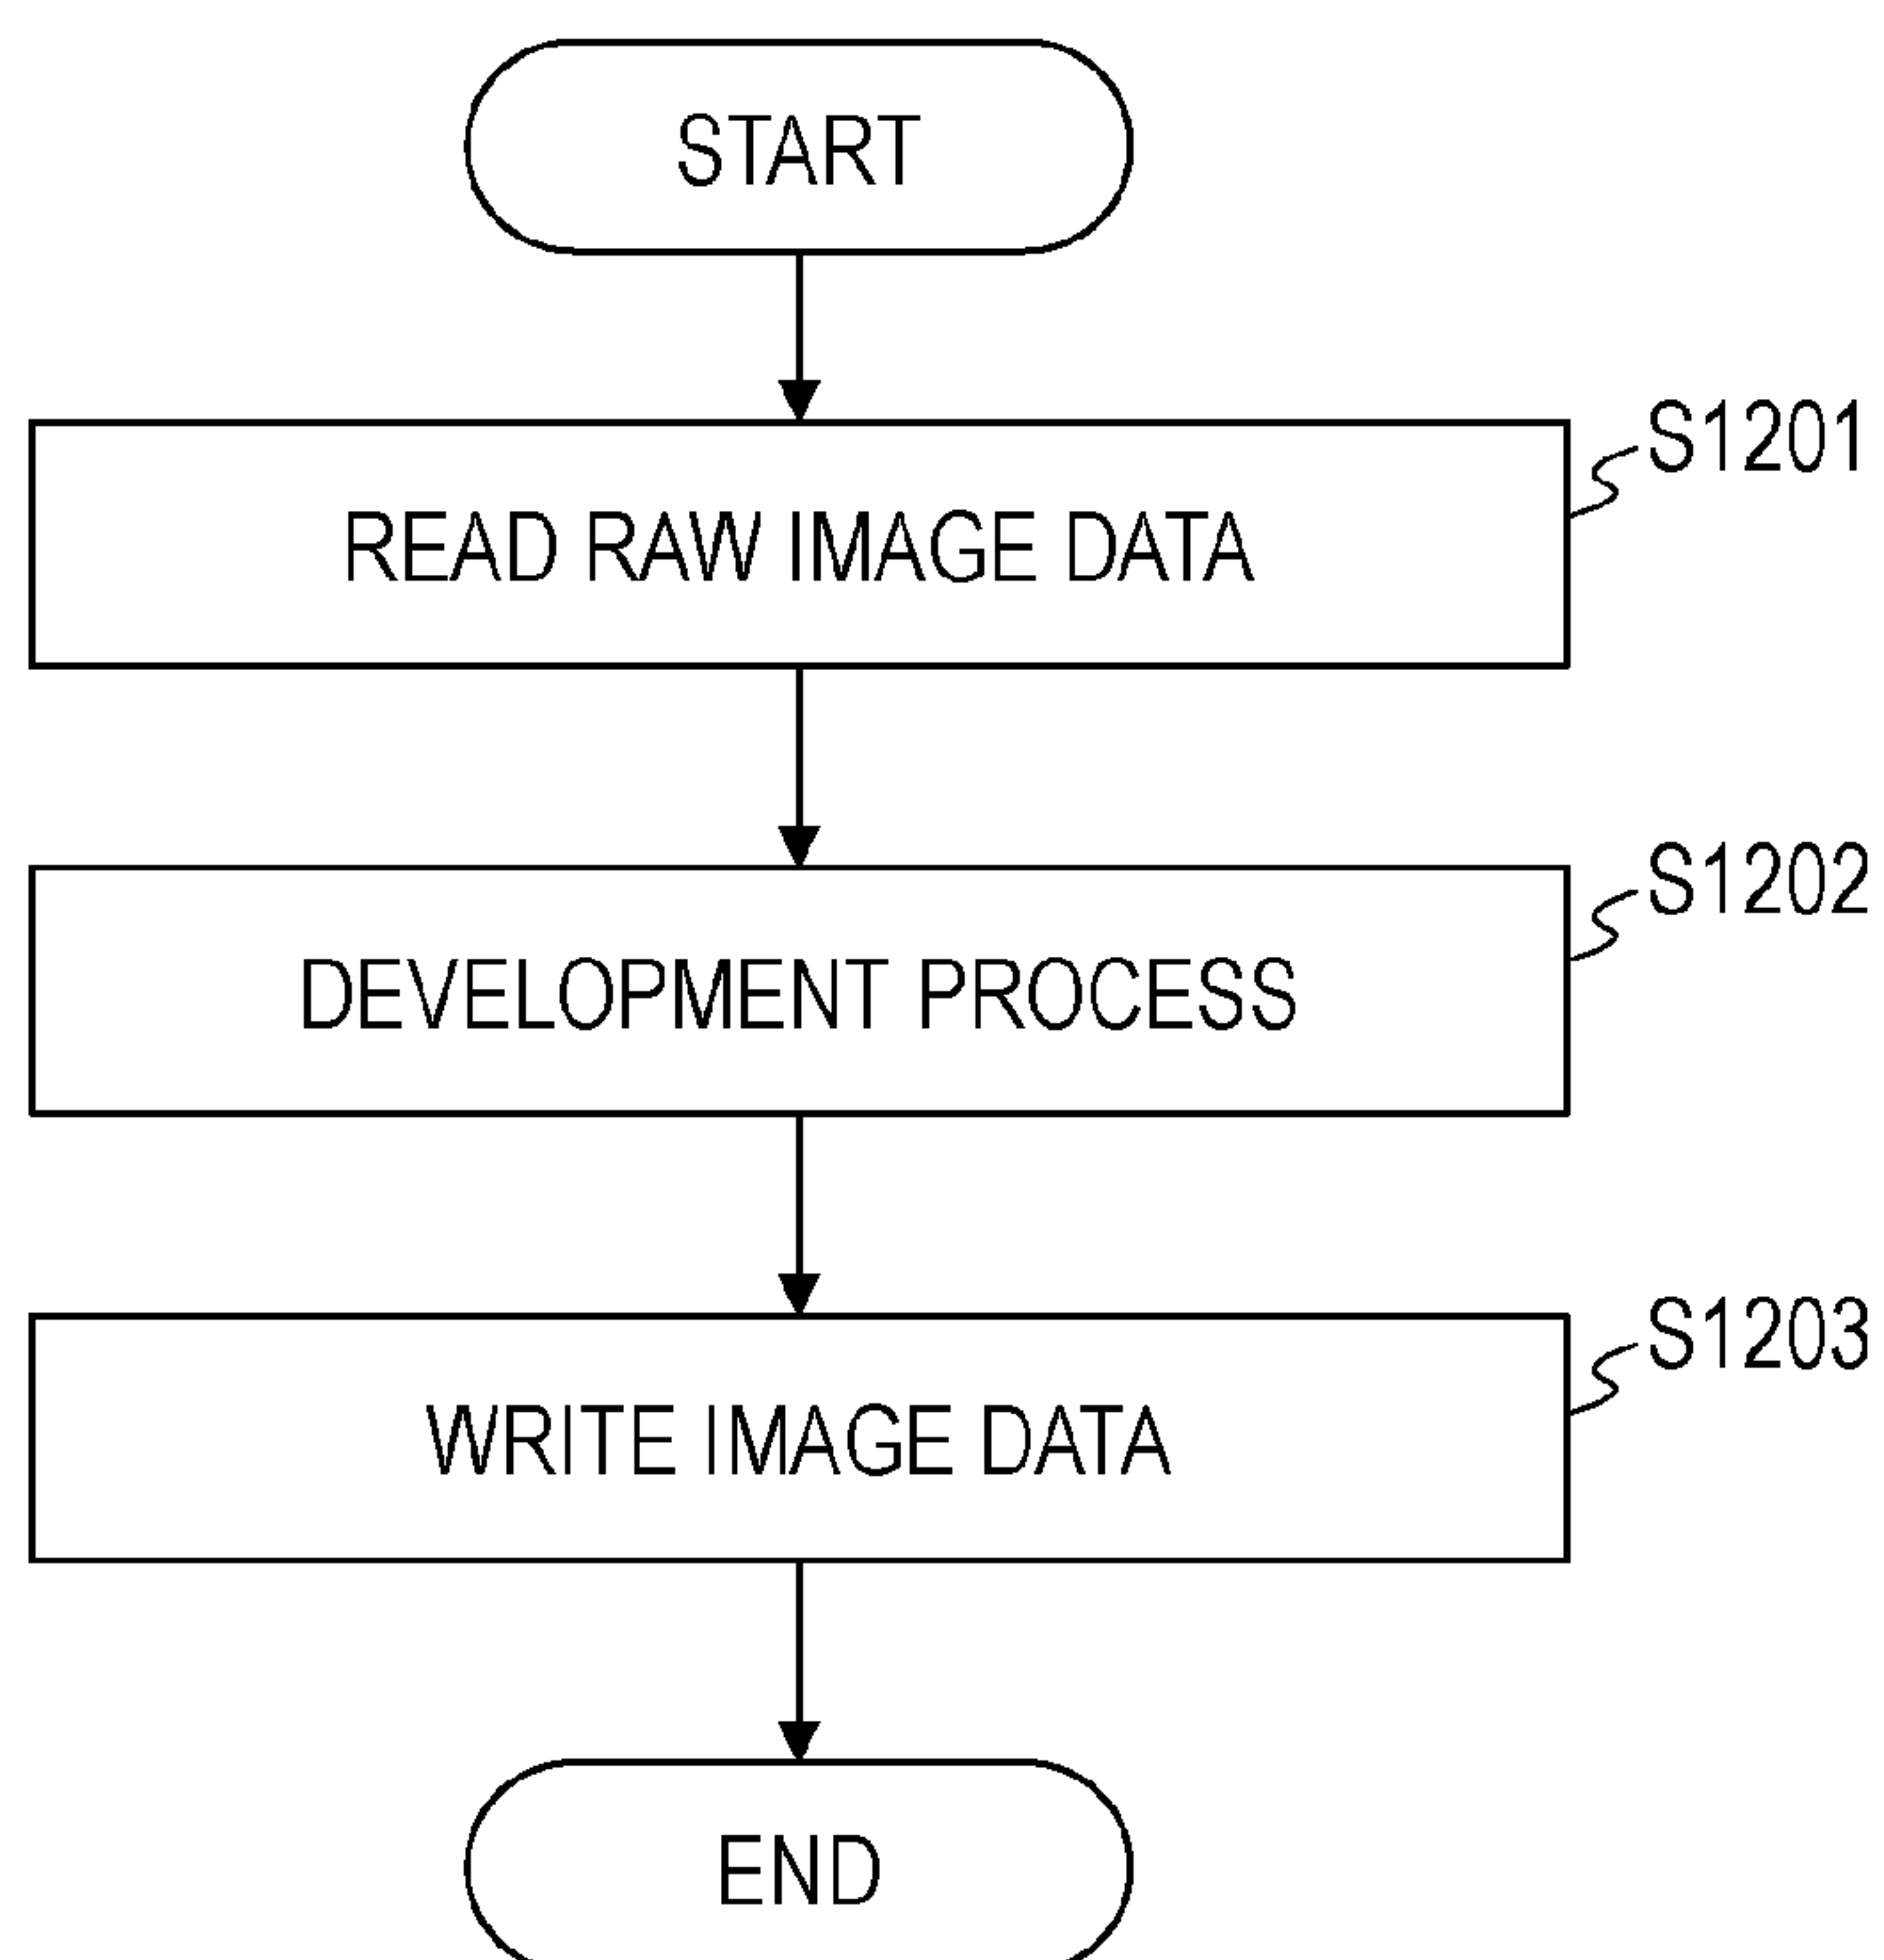 START
S1201
READ RAW IMAGE DATA
S1202
DEVELOPMENT PROCESS
S1203
WRITE IMAGE DATA
END